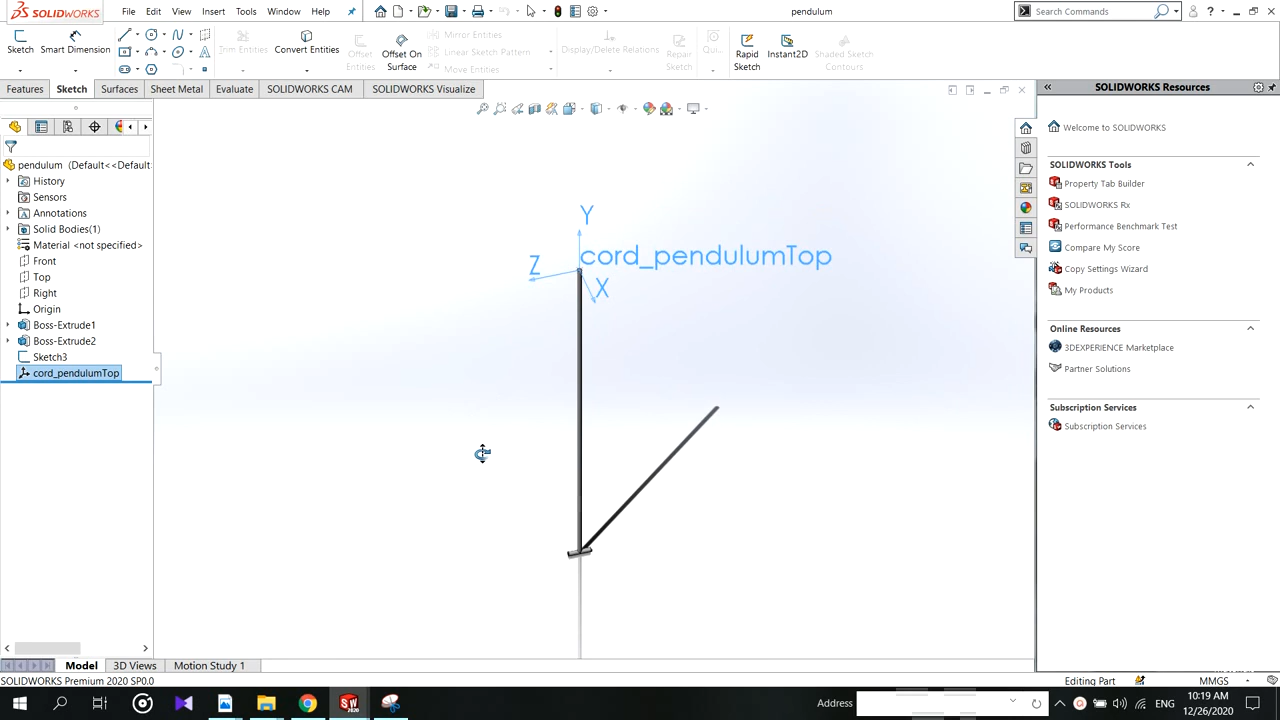 SOLIDWORKS File Edit View Insert Tools Window Help pendulum Search Commands
Sketch Smart Dimension Trim Entities Convert Entities Offset Entities Offset On Surface Mirror Entities Linear Sketch Pattern Move Entities Display/Delete Relations Repair Sketch Qui... Rapid Sketch Instant2D Shaded Sketch Contours
Features Sketch Surfaces Sheet Metal Evaluate SOLIDWORKS CAM SOLIDWORKS Visualize
SOLIDWORKS Resources
pendulum (Default<<Default
History
Sensors
Annotations
Solid Bodies(1)
Material <not specified>
Front
Top
Right
Origin
Boss-Extrude1
Boss-Extrude2
Sketch3
cord_pendulumTop
Y
cord_pendulumTop
Z
X
Welcome to SOLIDWORKS
SOLIDWORKS Tools
Property Tab Builder
SOLIDWORKS Rx
Performance Benchmark Test
Compare My Score
Copy Settings Wizard
My Products
Online Resources
3DEXPERIENCE Marketplace
Partner Solutions
Subscription Services
Subscription Services
Model 3D Views Motion Study 1
SOLIDWORKS Premium 2020 SP0.0 Editing Part MMGS
Address ENG 10:19 AM
12/26/2020